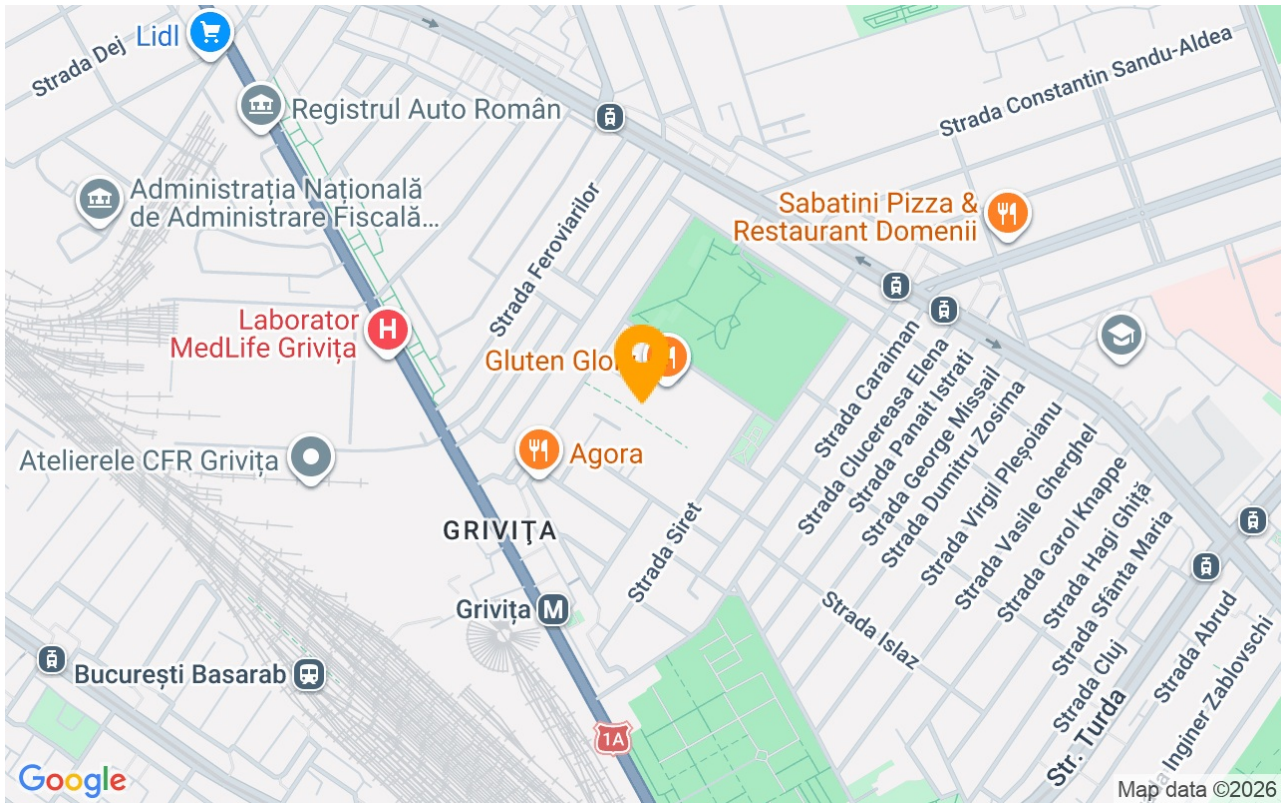 Lidl
Strada Dej
Strada Constantin Sandu-Aldea
Registrul Auto Român
Administrația Națională
de Administrare Fiscală...
Strada Feroviarilor
Sabatini Pizza &
Restaurant Domenii
Laborator
MedLife Grivița
H
Gluten Glo
Strada Caraiman
Strada Clucereasa Elena
Strada Panait Istrati
Strada George Missail
Strada Dumitru Zosima
Strada Virgil Pleșoianu
Strada Vasile Gherghel
Strada Carol Knappe
Strada Hagi Ghiță
Strada Sfânta Maria
Strada Cluj
Str. Turda
Strada Abrud
Inginer Zablovschi
Atelierele CFR Grivița
Agora
GRIVIȚA
Strada Siret
Strada Islaz
Grivița M
București Basarab
1A
Google
Map data ©2026